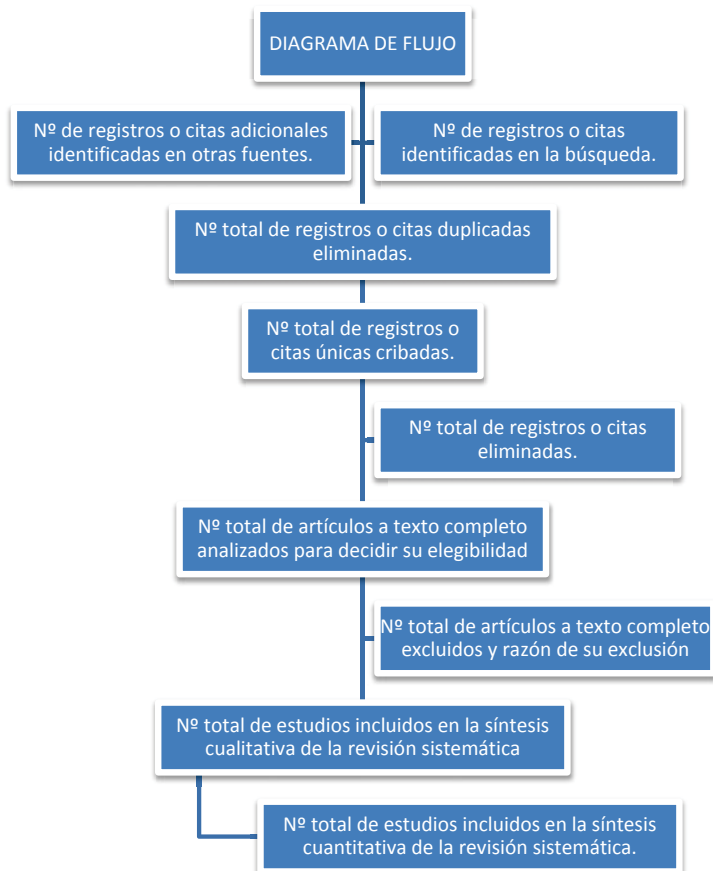 DIAGRAMA DE FLUJO
Nº de registros o citas adicionales
identificadas en otras fuentes.
Nº de registros o citas
identificadas en la búsqueda.
Nº total de registros o citas duplicadas
eliminadas.
Nº total de registros o
citas únicas cribadas.
Nº total de registros o citas
eliminadas.
Nº total de artículos a texto completo
analizados para decidir su elegibilidad
Nº total de artículos a texto completo
excluidos y razón de su exclusión
Nº total de estudios incluidos en la síntesis
cualitativa de la revisión sistemática
Nº total de estudios incluidos en la síntesis
cuantitativa de la revisión sistemática.